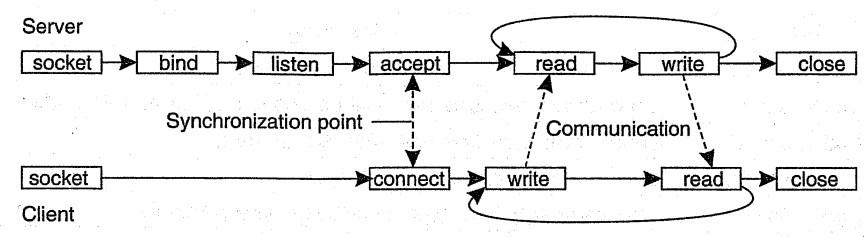 Server
socket bind listen accept read write close
Synchronization point
Communication
socket connect write read close
Client